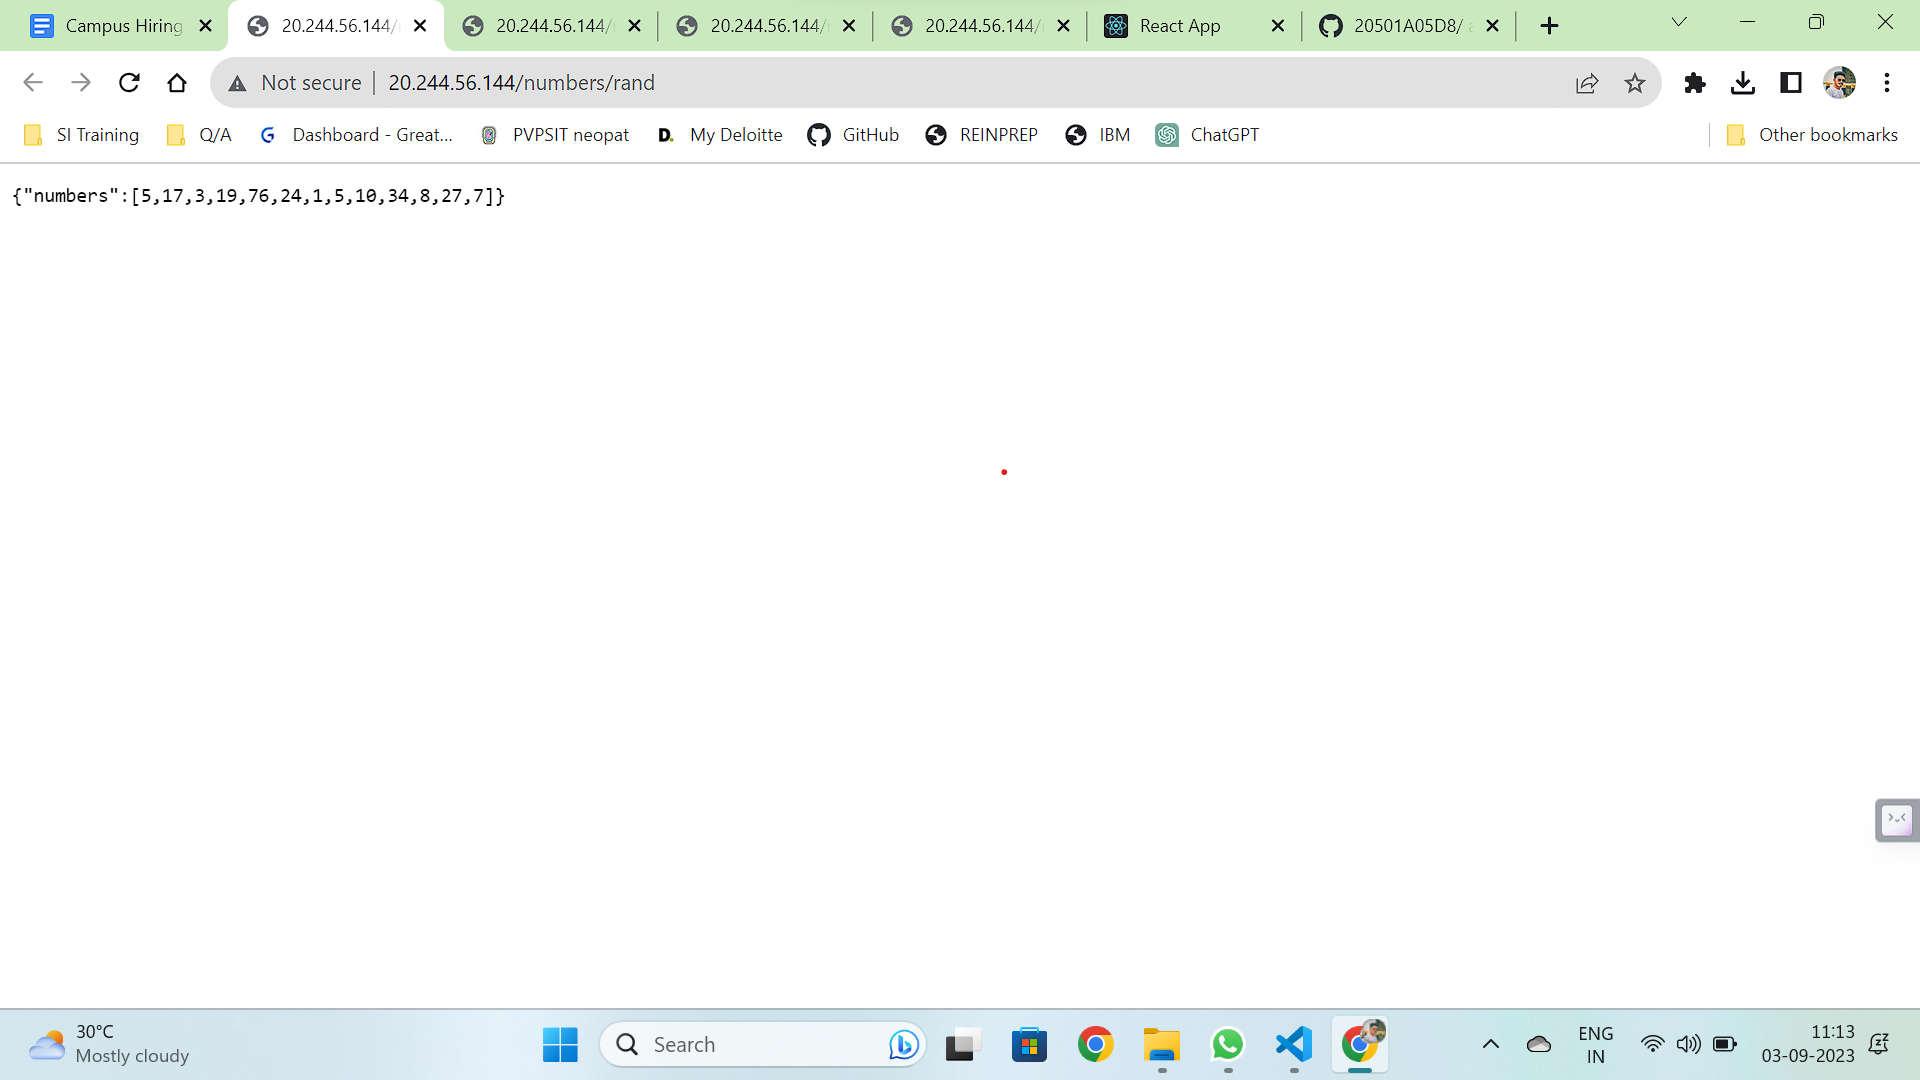 Campus Hiring
20.244.56.144/
20.244.56.144/
20.244.56.144/
20.244.56.144/
React App
20501A05D8/
Not secure
20.244.56.144/numbers/rand
SI Training
Q/A
Dashboard - Great...
PVPSIT neopat
D. My Deloitte
GitHub
REINPREP
IBM
ChatGPT
Other bookmarks
{"numbers":[5,17,3,19,76,24,1,5,10,34,8,27,7]}
30°C
Mostly cloudy
Search
ENG
IN
11:13
03-09-2023